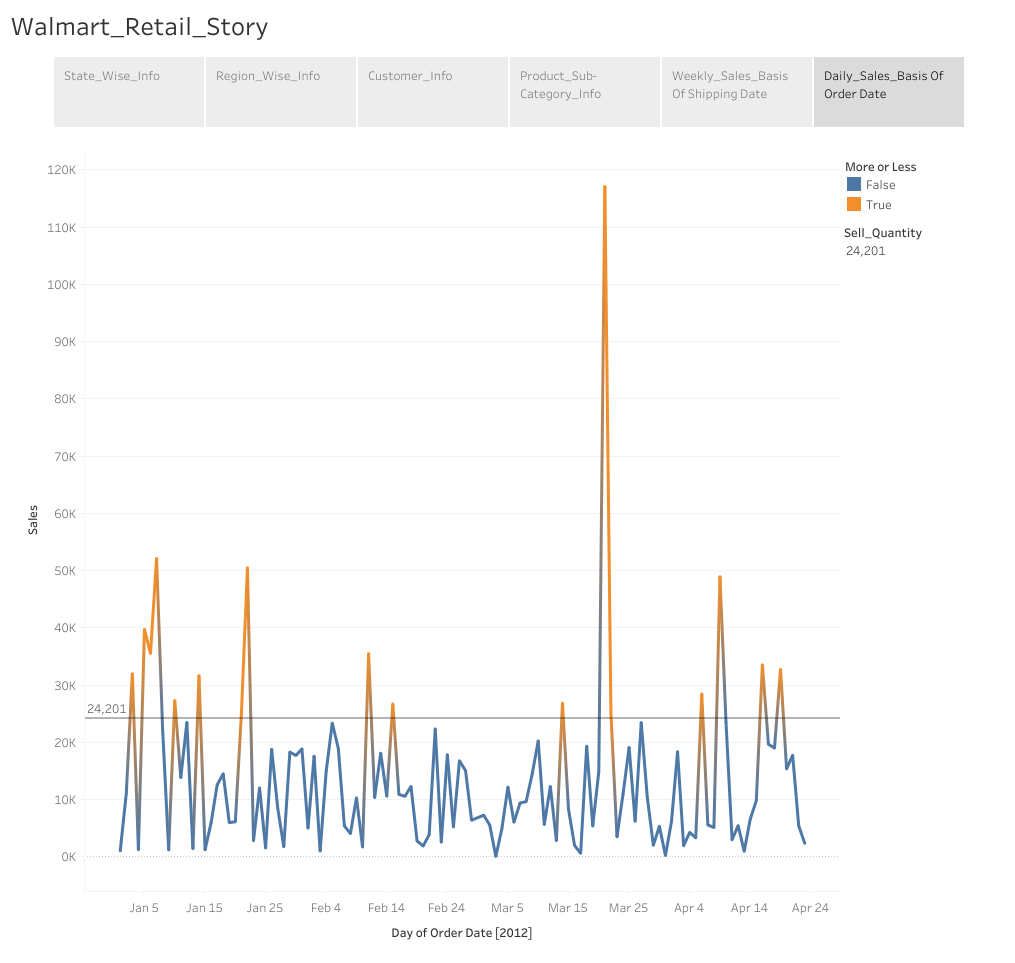 Walmart_Retail_Story
State_Wise_Info
Region_Wise_Info
Customer_Info
Product_Sub-
Category_Info
Weekly_Sales_Basis
Of Shipping Date
Daily_Sales_Basis Of
Order Date
More or Less
False
True
Sell_Quantity
24,201
Sales
120K
110K
100K
90K
80K
70K
60K
50K
40K
30K
24,201
20K
10K
0K
Jan 5 Jan 15 Jan 25 Feb 4 Feb 14 Feb 24 Mar 5 Mar 15 Mar 25 Apr 4 Apr 14 Apr 24
Day of Order Date [2012]